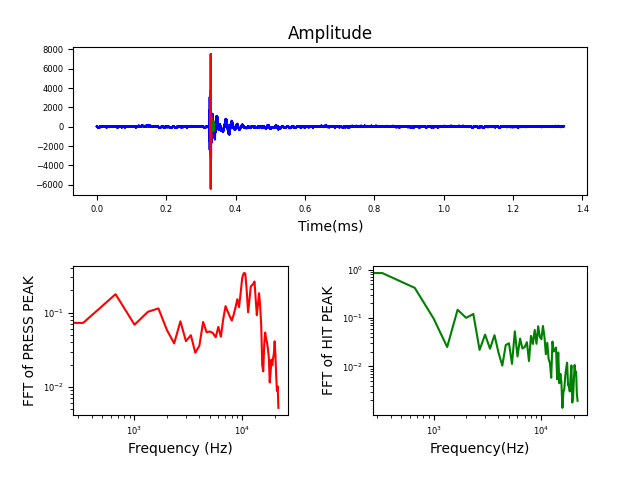 Amplitude
8000
6000
4000
2000
0
−2000
−4000
−6000
0.0 0.2 0.4 0.6 0.8 1.0 1.2 1.4
Time(ms)
FFT of PRESS PEAK
10⁻¹
10⁻²
10³ 10⁴
Frequency (Hz)
FFT of HIT PEAK
10⁰
10⁻¹
10⁻²
10³ 10⁴
Frequency(Hz)